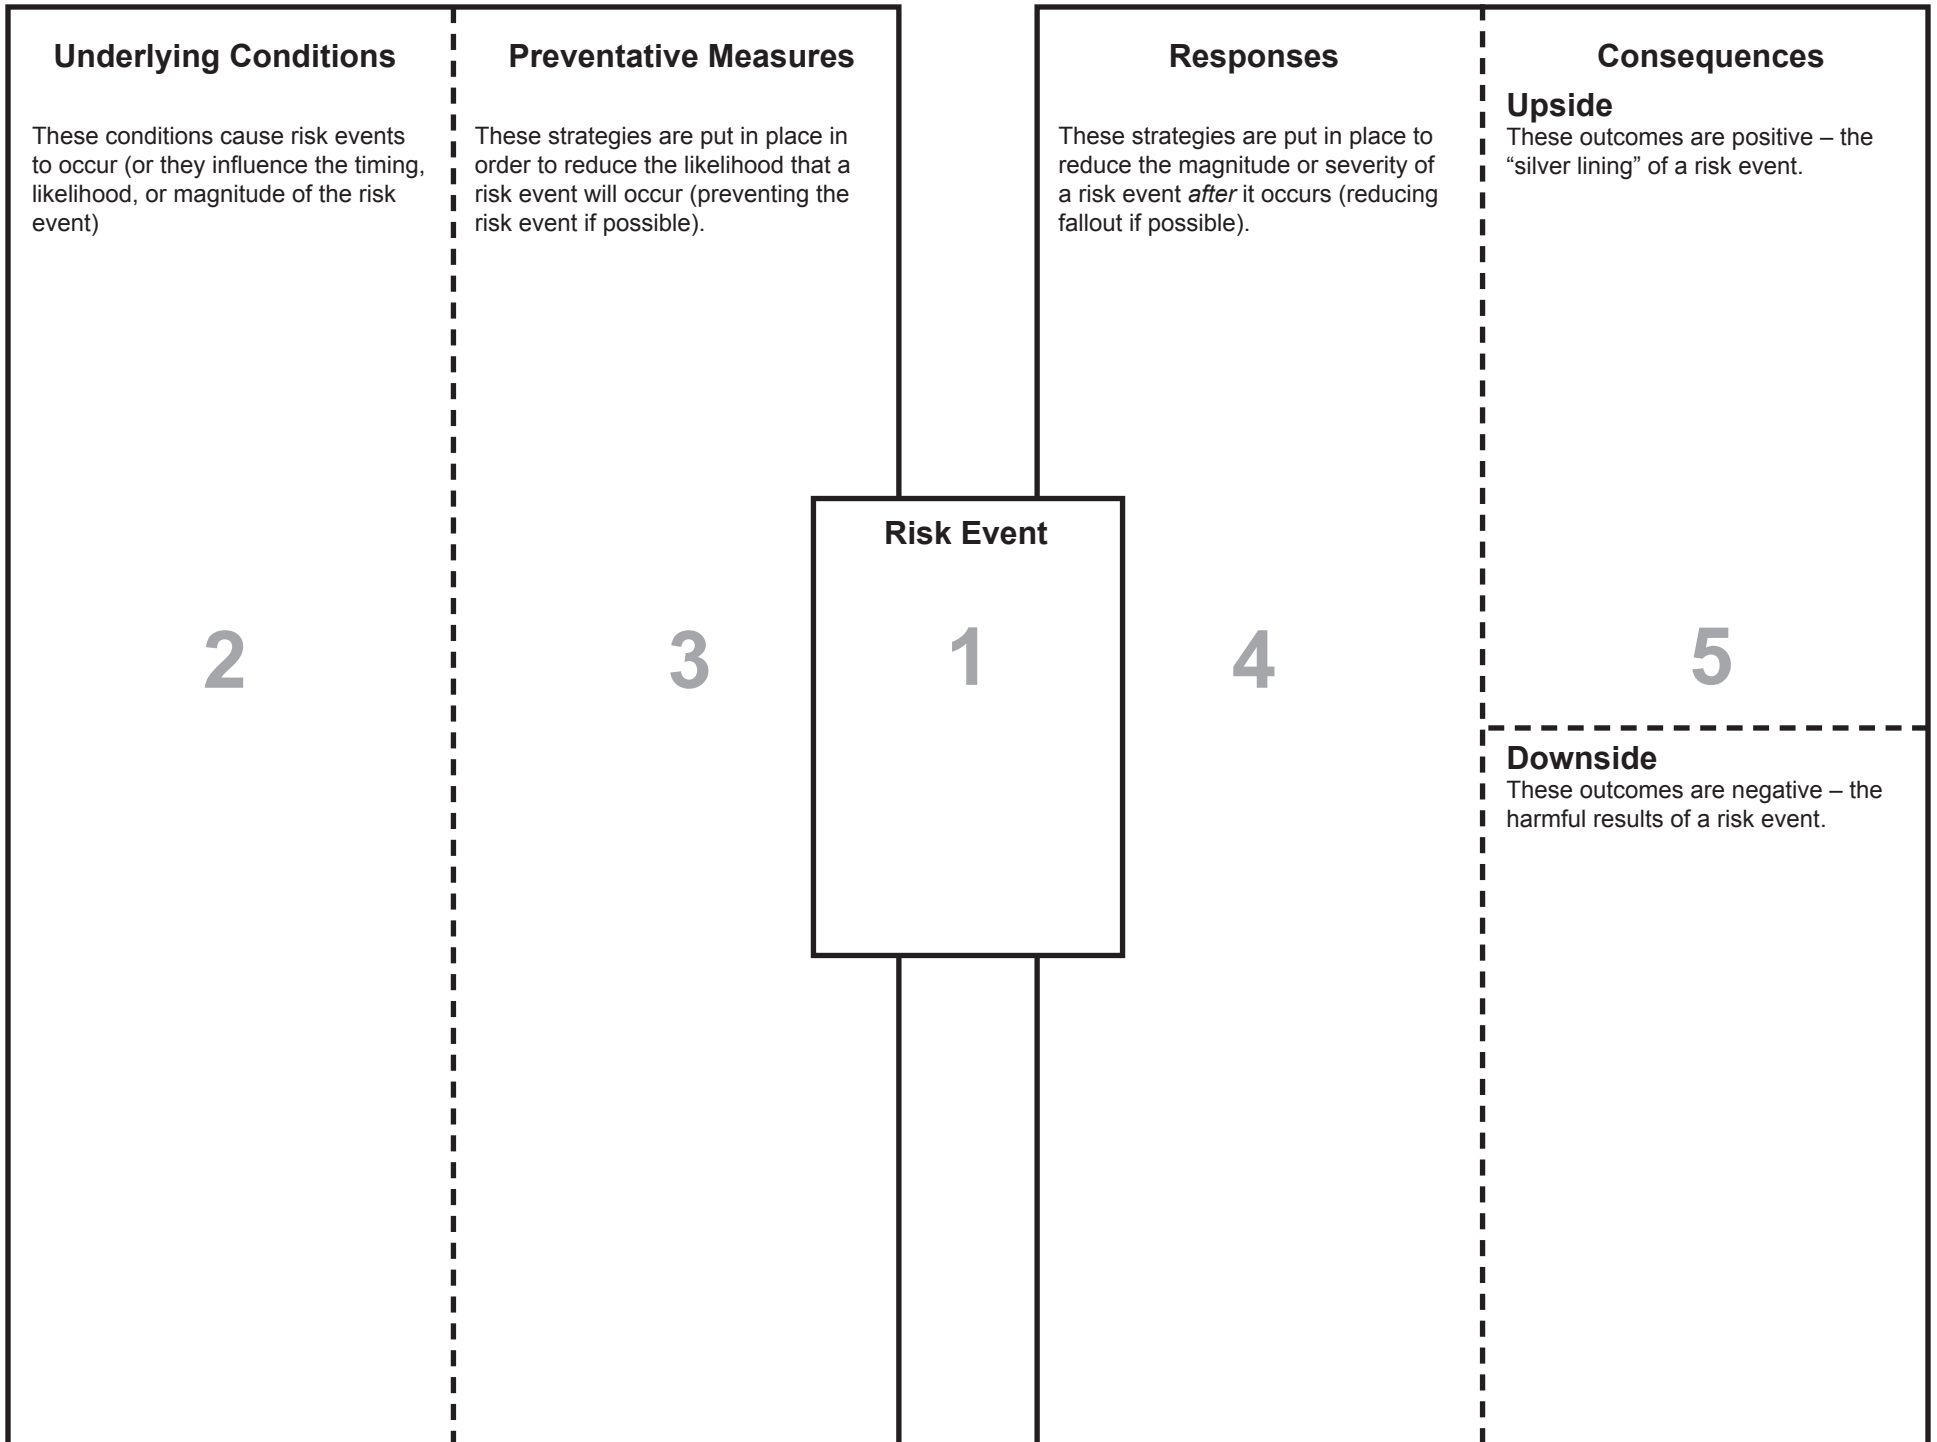 Underlying Conditions
These conditions cause risk events
to occur (or they influence the timing,
likelihood, or magnitude of the risk
event)
2
Preventative Measures
These strategies are put in place in
order to reduce the likelihood that a
risk event will occur (preventing the
risk event if possible).
3
Risk Event
1
Responses
These strategies are put in place to
reduce the magnitude or severity of
a risk event after it occurs (reducing
fallout if possible).
4
Consequences
Upside
These outcomes are positive – the
“silver lining” of a risk event.
5
Downside
These outcomes are negative – the
harmful results of a risk event.